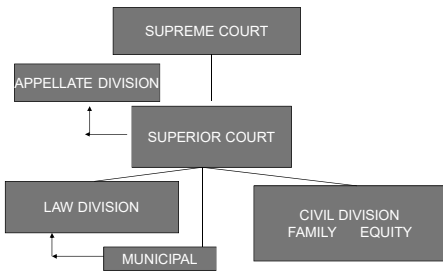 SUPREME COURT
APPELLATE DIVISION
SUPERIOR COURT
LAW DIVISION
CIVIL DIVISION
FAMILY EQUITY
MUNICIPAL